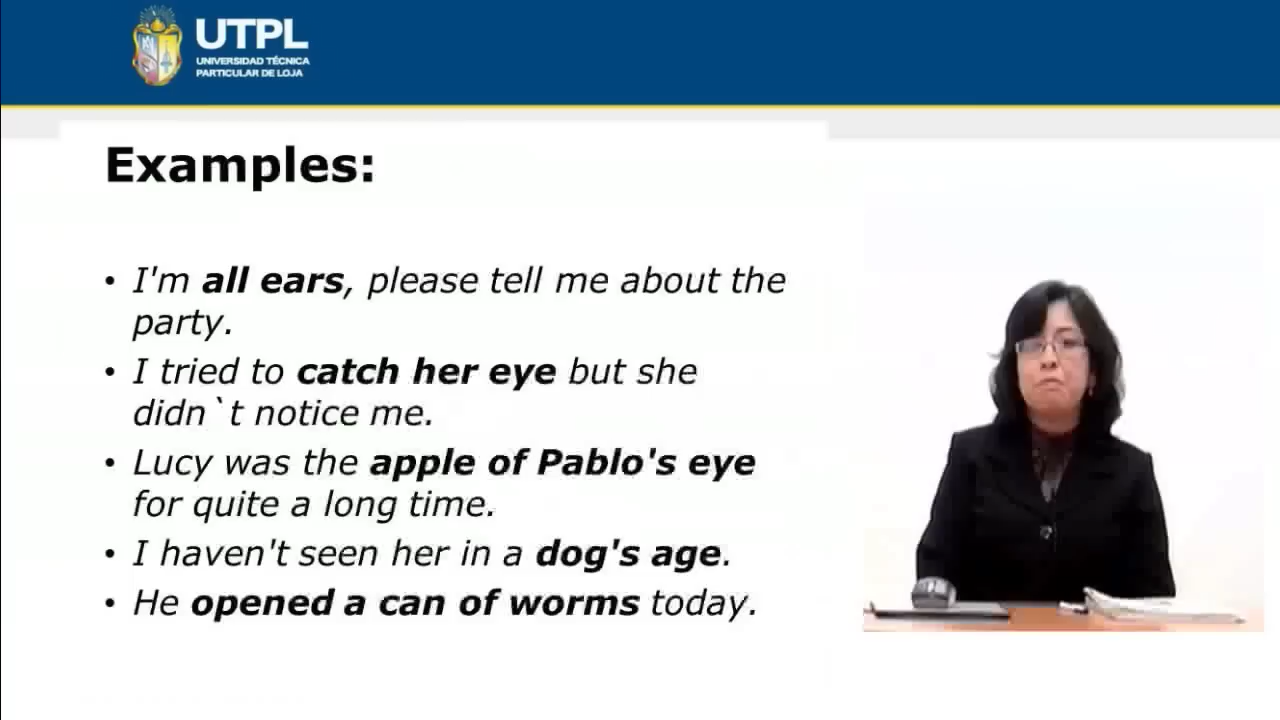 UTPL
UNIVERSIDAD TÉCNICA
PARTICULAR DE LOJA
Examples:
• I'm all ears, please tell me about the
party.
• I tried to catch her eye but she
didn`t notice me.
• Lucy was the apple of Pablo's eye
for quite a long time.
• I haven't seen her in a dog's age.
• He opened a can of worms today.